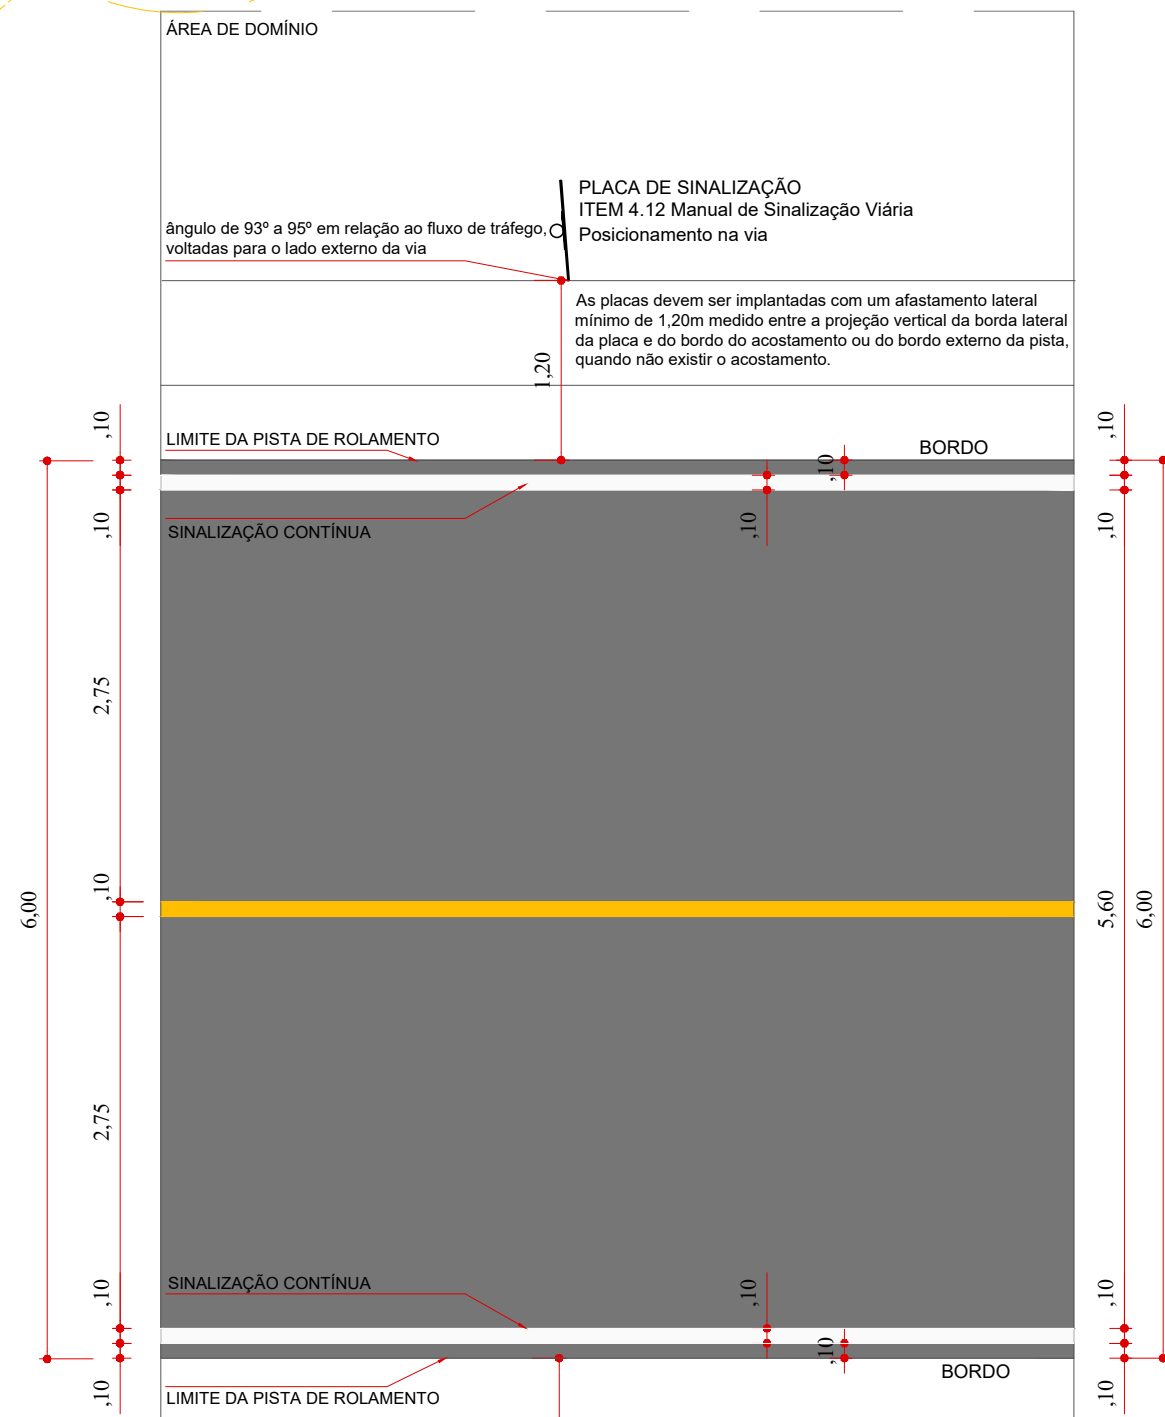 ÁREA DE DOMÍNIO
PLACA DE SINALIZAÇÃO
ITEM 4.12 Manual de Sinalização Viária
Posicionamento na via
ângulo de 93º a 95º em relação ao fluxo de tráfego,
voltadas para o lado externo da via
As placas devem ser implantadas com um afastamento lateral
mínimo de 1,20m medido entre a projeção vertical da borda lateral
da placa e do bordo do acostamento ou do bordo externo da pista,
quando não existir o acostamento.
1,20
,10
LIMITE DA PISTA DE ROLAMENTO
BORDO
,10
,10
,10
SINALIZAÇÃO CONTÍNUA
,10
,10
2,75
,10
6,00
5,60
6,00
2,75
SINALIZAÇÃO CONTÍNUA
,10
,10
,10
,10
BORDO
LIMITE DA PISTA DE ROLAMENTO
,10
,10